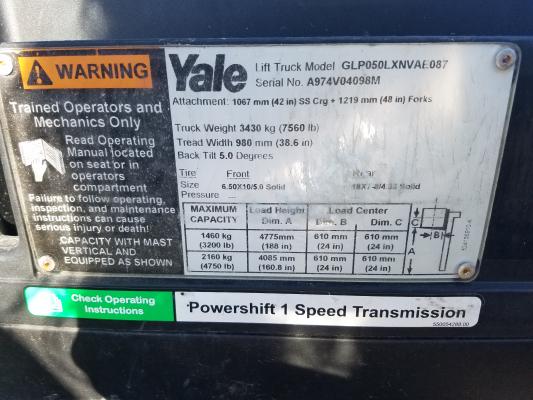 WARNING
Trained Operators and
Mechanics Only
Read Operating
Manual located
on seat or in
operators
compartment
Failure to follow operating,
inspection, and maintenance
instructions can cause
serious injury or death!
CAPACITY WITH MAST
VERTICAL AND
EQUIPPED AS SHOWN
Yale
Lift Truck Model GLP050LXNVAE087
Serial No. A974V04098M
Attachment: 1067 mm (42 in) SS Crg + 1219 mm (48 in) Forks
Truck Weight 3430 kg (7560 lb)
Tread Width 980 mm (38.6 in)
Back Tilt 5.0 Degrees
Tire Front Rear
Size 6.50X10/5.0 Solid Solid
Pressure
MAXIMUM CAPACITY Load Height Dim. A Load Center Dim. B Dim. C
1460 kg (3200 lb) 4775mm (188 in) 610 mm (24 in) 610 mm (24 in)
2160 kg (4750 lb) 4085 mm (160.8 in) 610 mm (24 in) 610 mm (24 in)
C
B
A
Check Operating
Instructions
Powershift 1 Speed Transmission